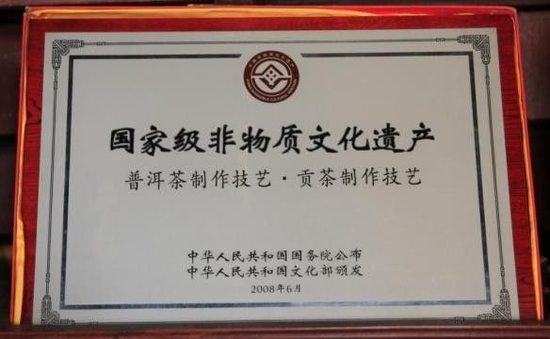 国家级非物质文化遗产
普洱茶制作技艺·贡茶制作技艺
中华人民共和国国务院公布
中华人民共和国文化部颁发
2008年6月